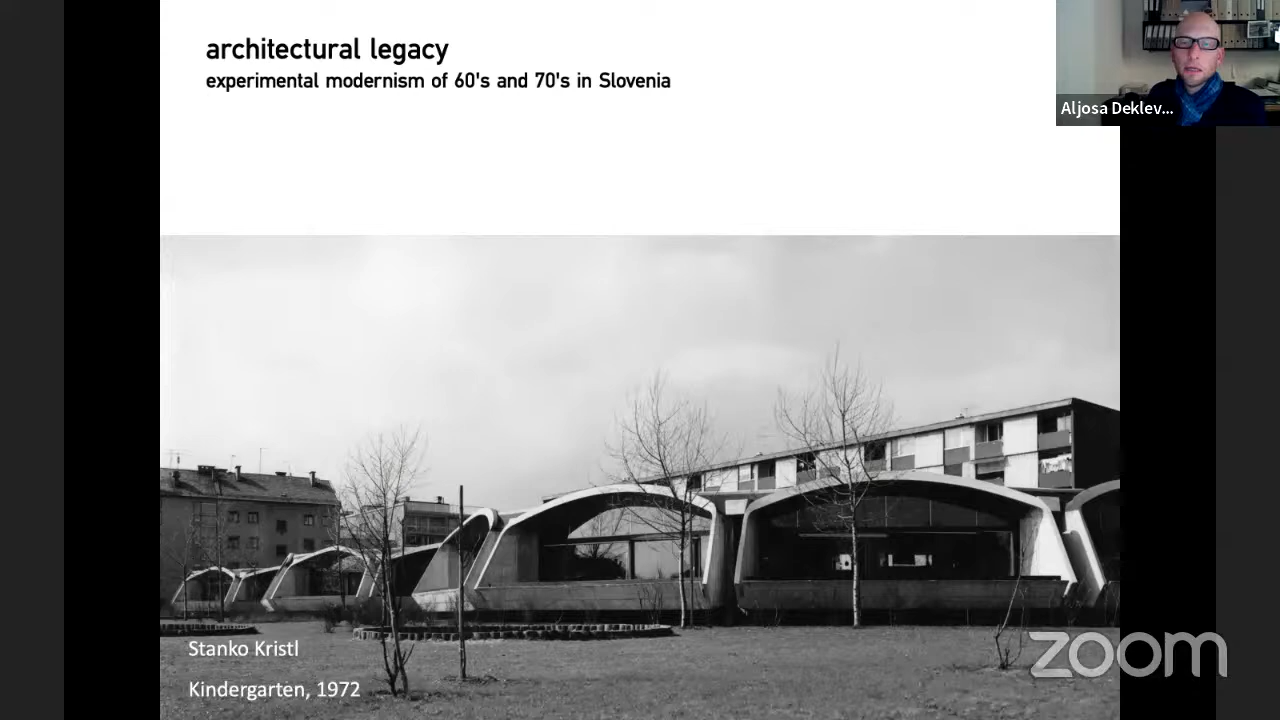 architectural legacy
experimental modernism of 60's and 70's in Slovenia
Aljosa Deklev...
Stanko Kristl
Kindergarten, 1972
zoom